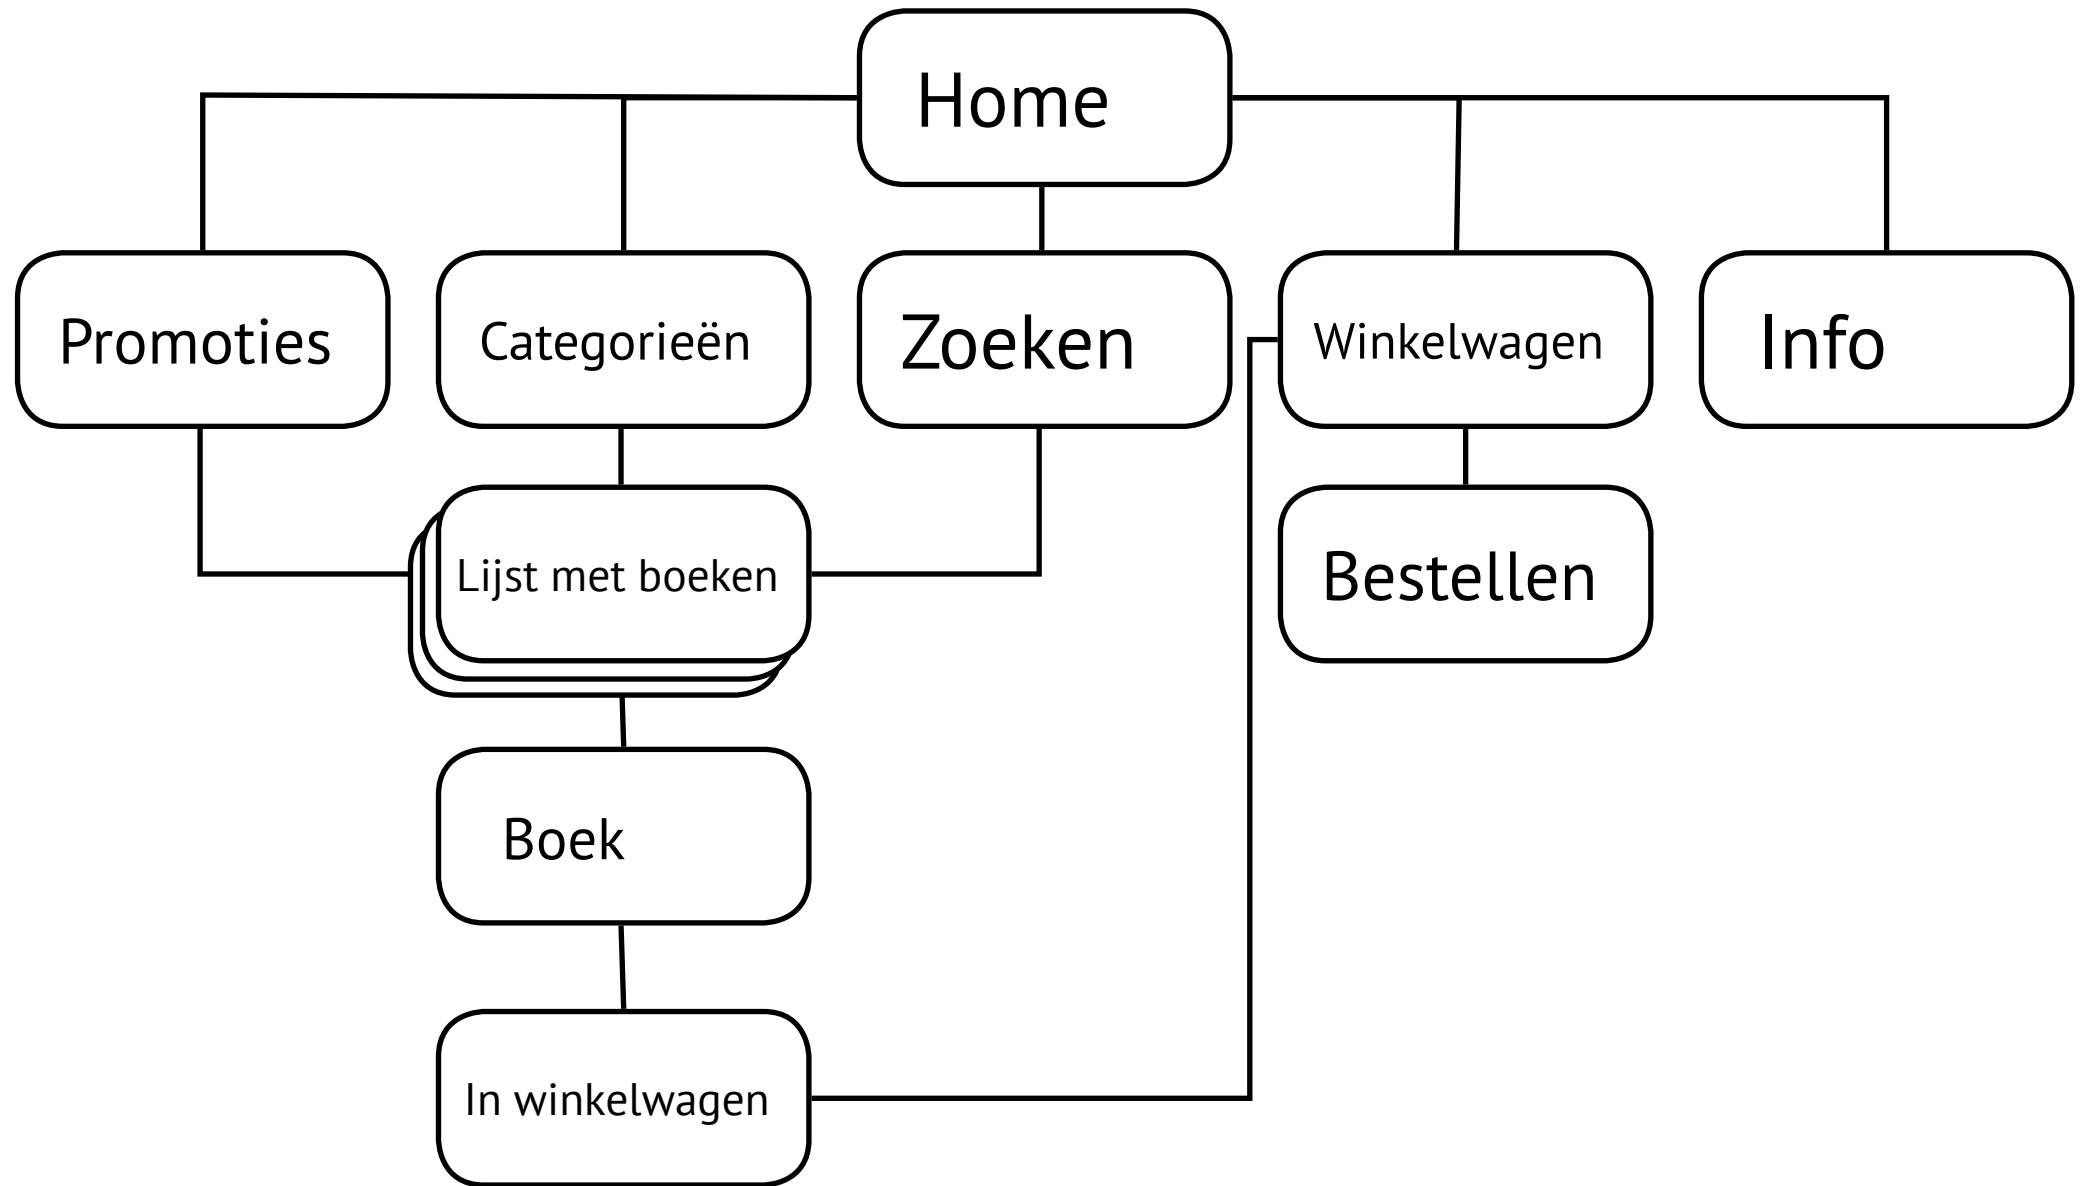 Home
Promoties
Categorieën
Zoeken
Winkelwagen
Info
Lijst met boeken
Bestellen
Boek
In winkelwagen